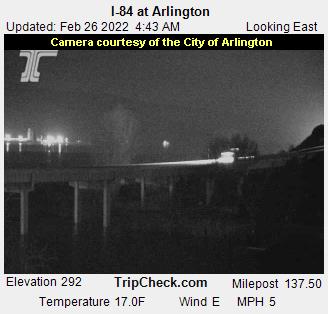 I-84 at Arlington
Updated: Feb 26 2022 4:43 AM Looking East
Camera courtesy of the City of Arlington
Elevation 292 TripCheck.com Milepost 137.50
Temperature 17.0F Wind E MPH 5